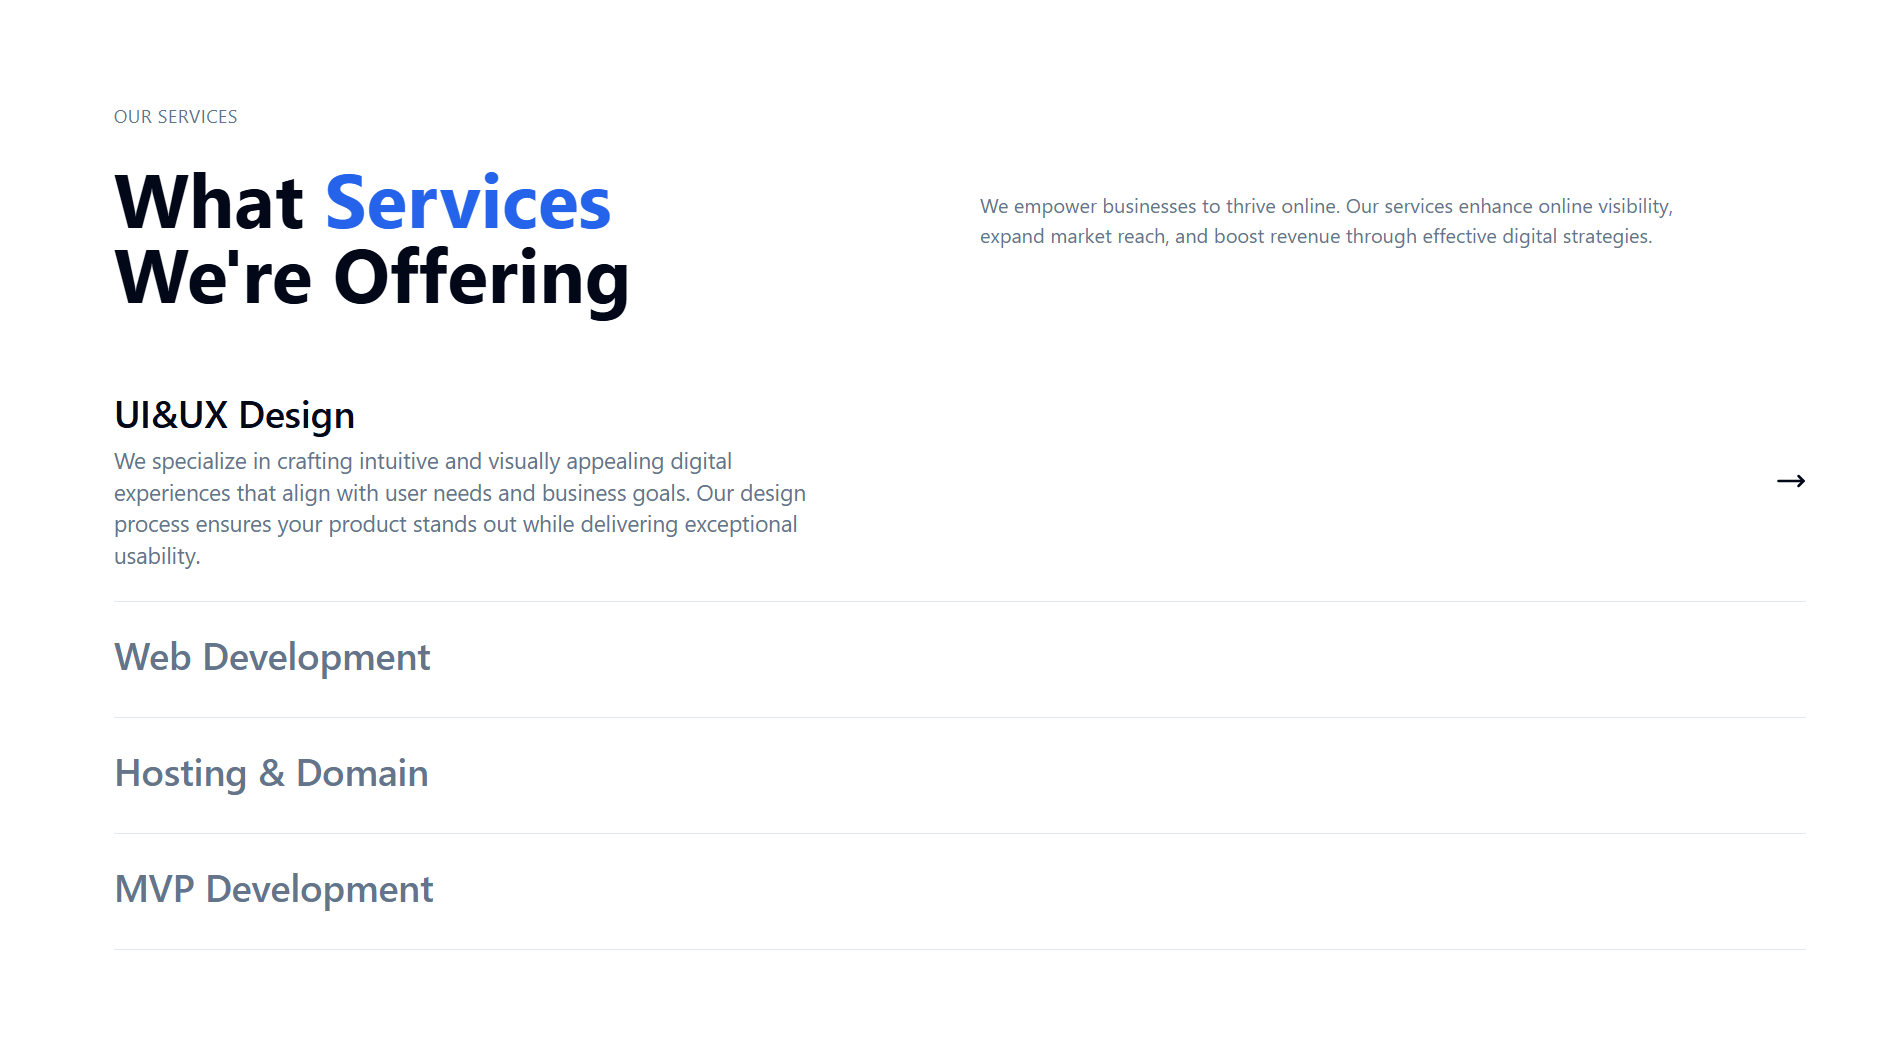 OUR SERVICES
What Services
We're Offering
We empower businesses to thrive online. Our services enhance online visibility,
expand market reach, and boost revenue through effective digital strategies.
UI&UX Design
We specialize in crafting intuitive and visually appealing digital
experiences that align with user needs and business goals. Our design
process ensures your product stands out while delivering exceptional
usability.
Web Development
Hosting & Domain
MVP Development